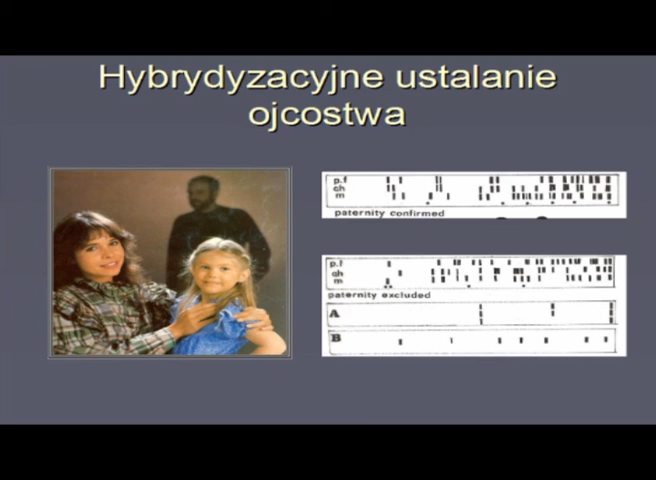 Hybrydyzacyjne ustalanie
ojcostwa
p.f
ch
m
paternity confirmed
p.f
ch
m
paternity excluded
A
B